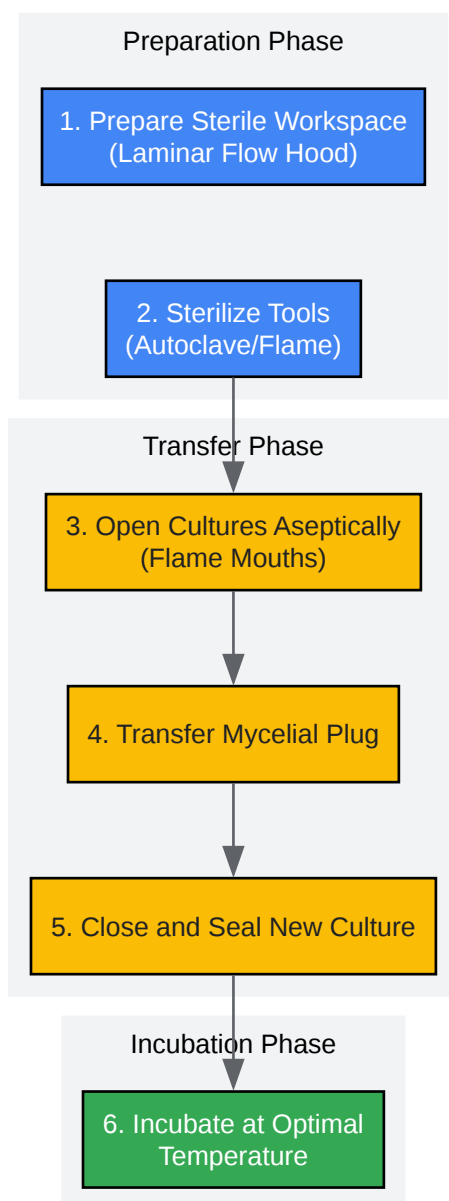 Preparation Phase
1. Prepare Sterile Workspace
(Laminar Flow Hood)
2. Sterilize Tools
(Autoclave/Flame)
Transfer Phase
3. Open Cultures Aseptically
(Flame Mouths)
4. Transfer Mycelial Plug
5. Close and Seal New Culture
Incubation Phase
6. Incubate at Optimal
Temperature